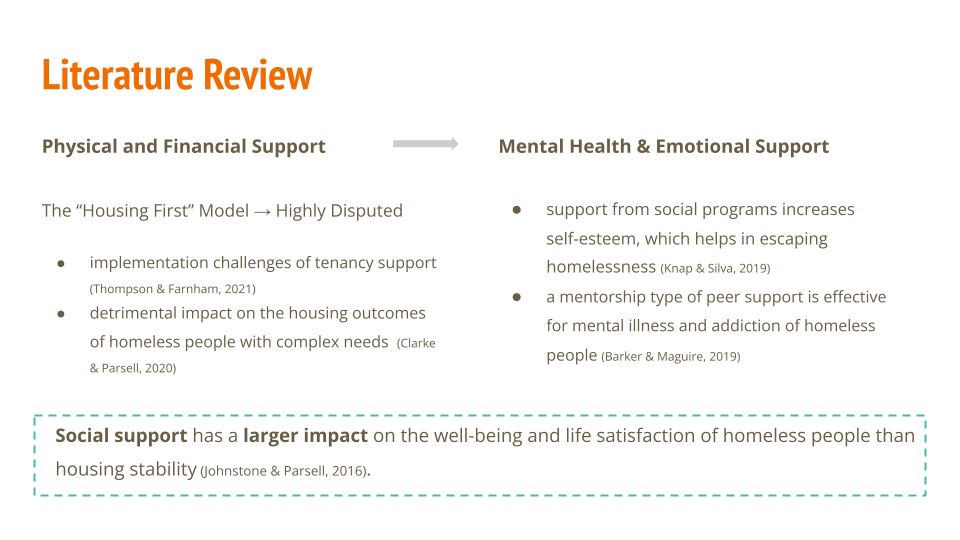 Literature Review
Physical and Financial Support
The “Housing First” Model → Highly Disputed
● implementation challenges of tenancy support
(Thompson & Farnham, 2021)
● detrimental impact on the housing outcomes
of homeless people with complex needs (Clarke
& Parsell, 2020)
Mental Health & Emotional Support
● support from social programs increases
self-esteem, which helps in escaping
homelessness (Knap & Silva, 2019)
● a mentorship type of peer support is effective
for mental illness and addiction of homeless
people (Barker & Maguire, 2019)
Social support has a larger impact on the well-being and life satisfaction of homeless people than
housing stability (Johnstone & Parsell, 2016).